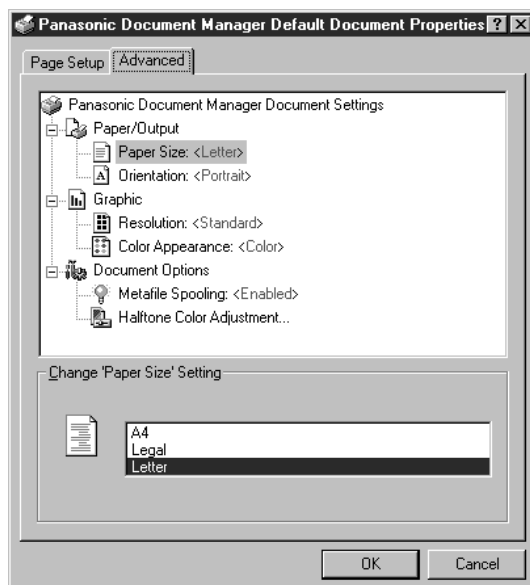 Panasonic Document Manager Default Document Properties
Page Setup
Advanced
Panasonic Document Manager Document Settings
Paper/Output
Paper Size: <Letter>
Orientation: <Portrait>
Graphic
Resolution: <Standard>
Color Appearance: <Color>
Document Options
Metafile Spooling: <Enabled>
Halftone Color Adjustment...
Change 'Paper Size' Setting
A4
Legal
Letter
OK
Cancel